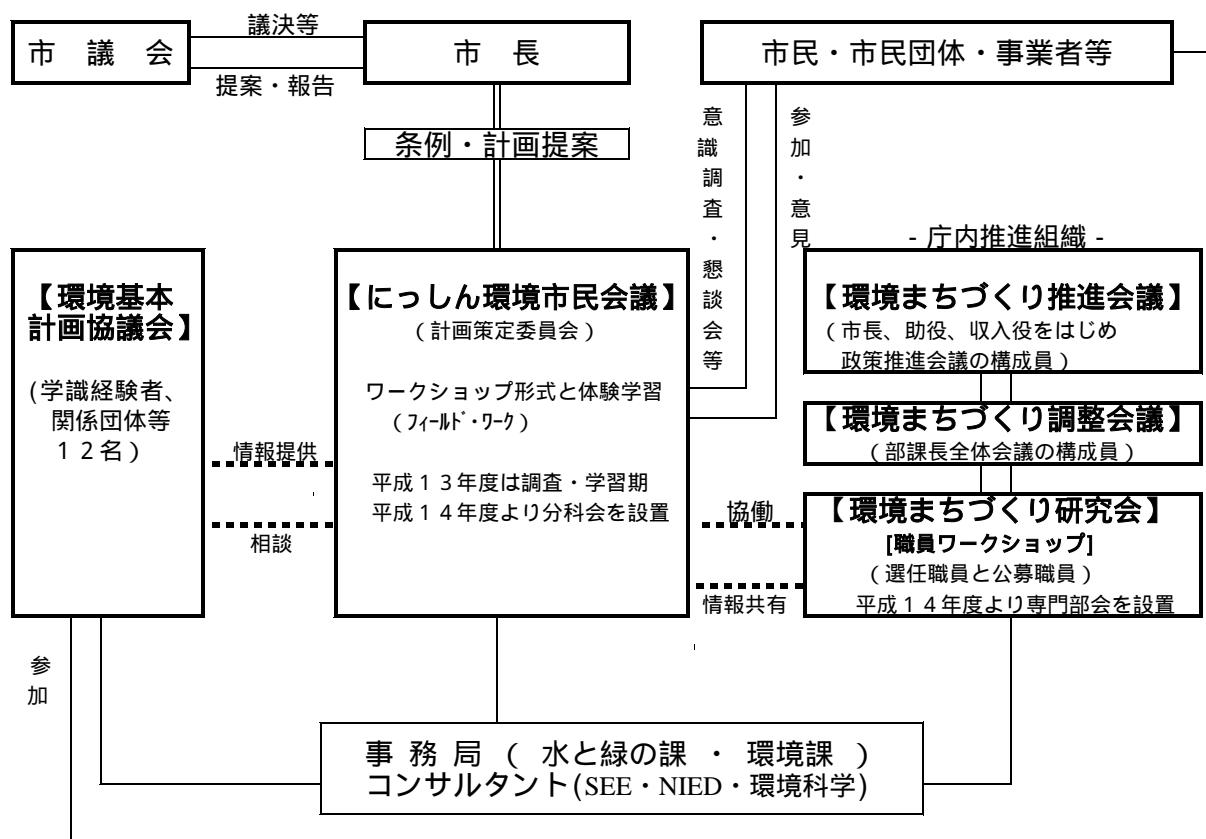 議決等
市 議 会
市 長
市民・市民団体・事業者等
提案・報告
条例・計画提案
意識調査・懇談会等
参加・意見
- 庁内推進組織 -
【環境基本
計画協議会】
(学識経験者、
関係団体等
１２名)
【にっしん環境市民会議】
(計画策定委員会)
ワークショップ形式と体験学習
(ﾌｨｰﾙﾄﾞ・ﾜｰｸ)
平成１３年度は調査・学習期
平成１４年度より分科会を設置
情報提供
相談
【環境まちづくり推進会議】
(市長、助役、収入役をはじめ
政策推進会議の構成員)
【環境まちづくり調整会議】
(部課長全体会議の構成員)
協働
情報共有
【環境まちづくり研究会】
[職員ワークショップ]
(選任職員と公募職員)
平成１４年度より専門部会を設置
参加
事 務 局 ( 水と緑の課 ・ 環境課 )
コンサルタント(SEE・NIED・環境科学)